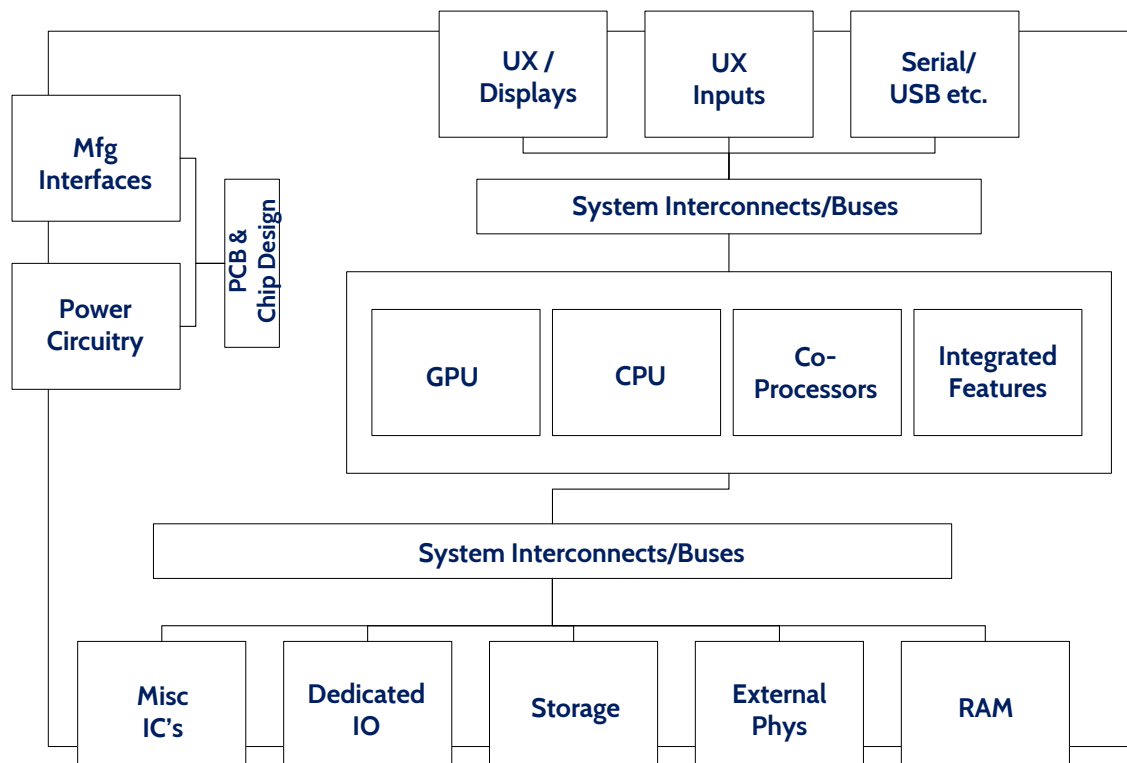 UX /
Displays
UX
Inputs
Serial/
USB etc.
Mfg
Interfaces
PCB &
Chip Design
System Interconnects/Buses
Power
Circuitry
GPU
CPU
Co-
Processors
Integrated
Features
System Interconnects/Buses
Misc
IC's
Dedicated
IO
Storage
External
Phys
RAM